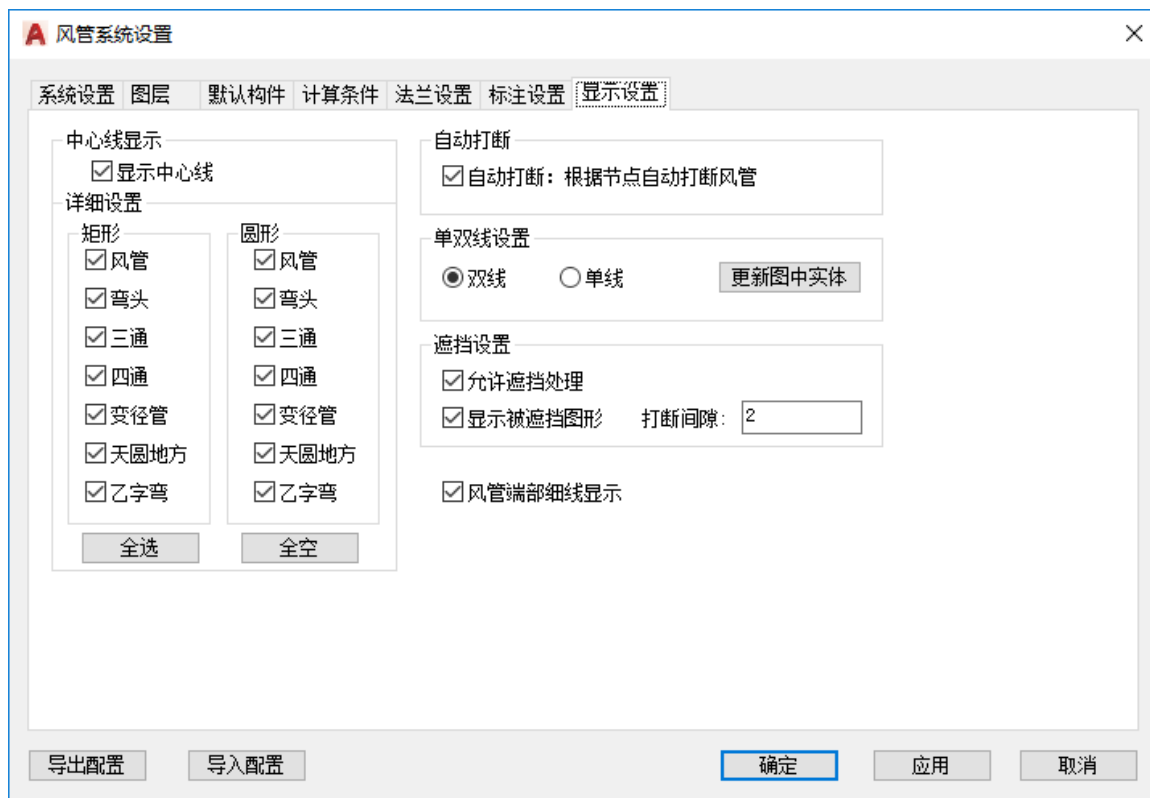 风管系统设置
系统设置 图层 默认构件 计算条件 法兰设置 标注设置 显示设置
中心线显示
显示中心线
详细设置
矩形
风管
弯头
三通
四通
变径管
天圆地方
乙字弯
圆形
风管
弯头
三通
四通
变径管
天圆地方
乙字弯
全选 全空
自动打断
自动打断：根据节点自动打断风管
单双线设置
双线 单线 更新图中实体
遮挡设置
允许遮挡处理
显示被遮挡图形 打断间隙: 2
风管端部细线显示
导出配置 导入配置 确定 应用 取消